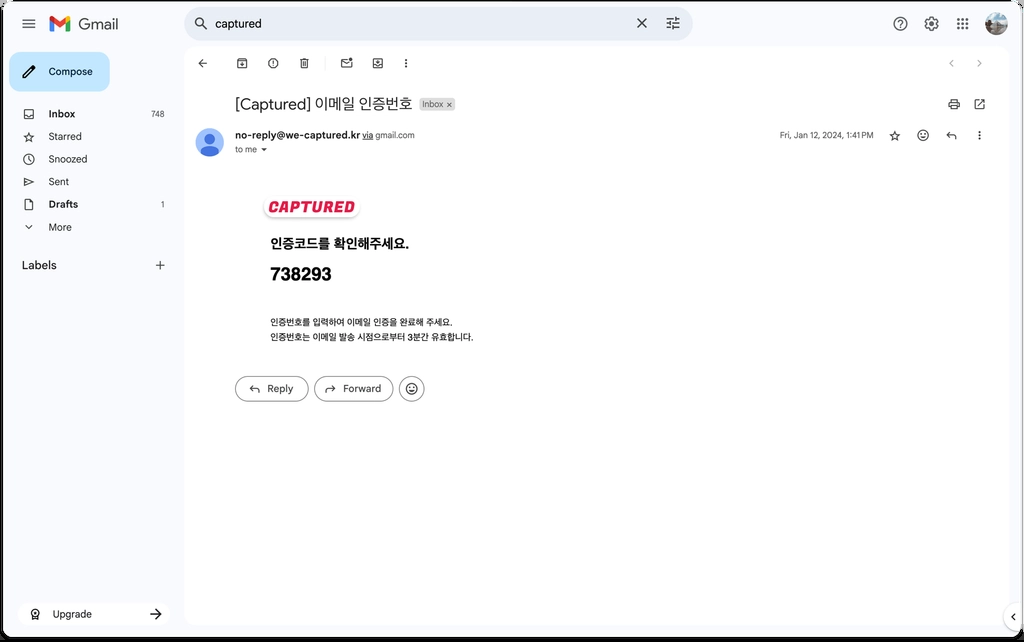 Gmail
captured
Compose
Inbox 748
Starred
Snoozed
Sent
Drafts 1
More
Labels
Upgrade
[Captured] 이메일 인증번호 Inbox x
no-reply@we-captured.kr via gmail.com
Fri, Jan 12, 2024, 1:41 PM
to me
CAPTURED
인증코드를 확인해주세요.
738293
인증번호를 입력하여 이메일 인증을 완료해 주세요.
인증번호는 이메일 발송 시점으로부터 3분간 유효합니다.
Reply
Forward